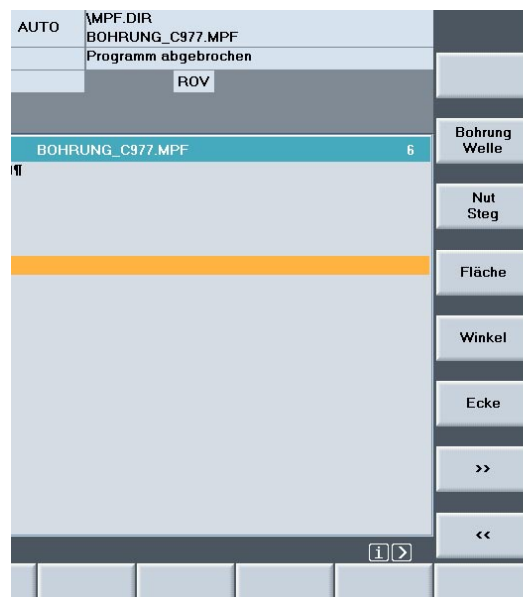 AUTO
\MPF.DIR
BOHRUNG_C977.MPF
Programm abgebrochen
ROV
BOHRUNG_C977.MPF 6
¶
Bohrung
Welle
Nut
Steg
Fläche
Winkel
Ecke
>>
<<
i >